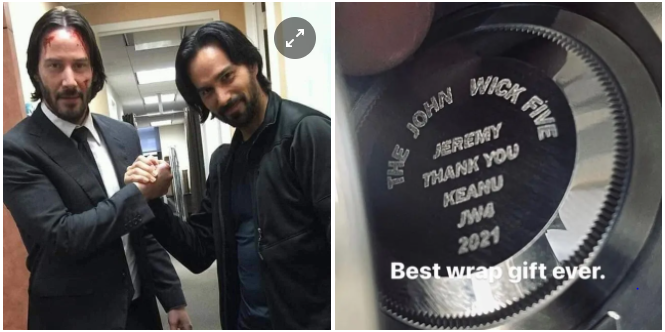 THE JOHN WICK FIVE
JEREMY
THANK YOU
KEANU
JW4
2021
Best wrap gift ever.